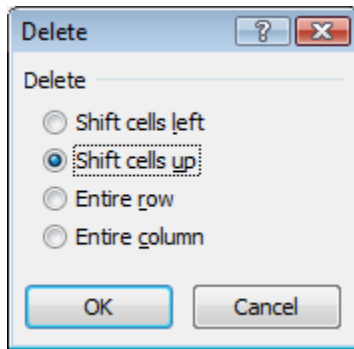 Delete
Delete
Shift cells left
Shift cells up
Entire row
Entire column
OK Cancel